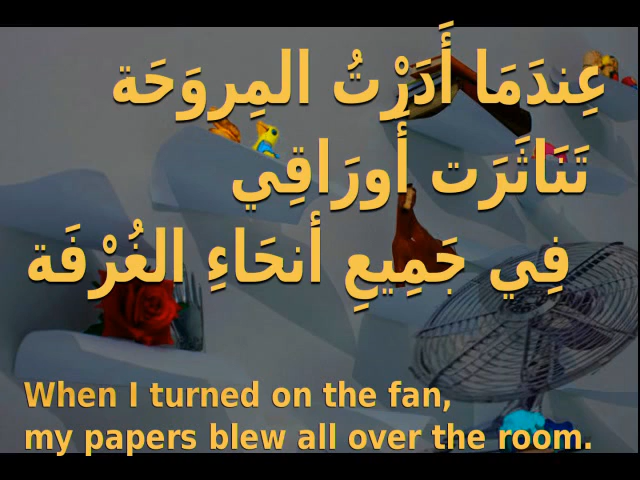 عِندَمَا أَدَرْتُ المِروَحَة
تَنَاثَرَت أَورَاقِي
فِي جَمِيعِ أنحَاءِ الغُرْفَة
When I turned on the fan,
my papers blew all over the room.